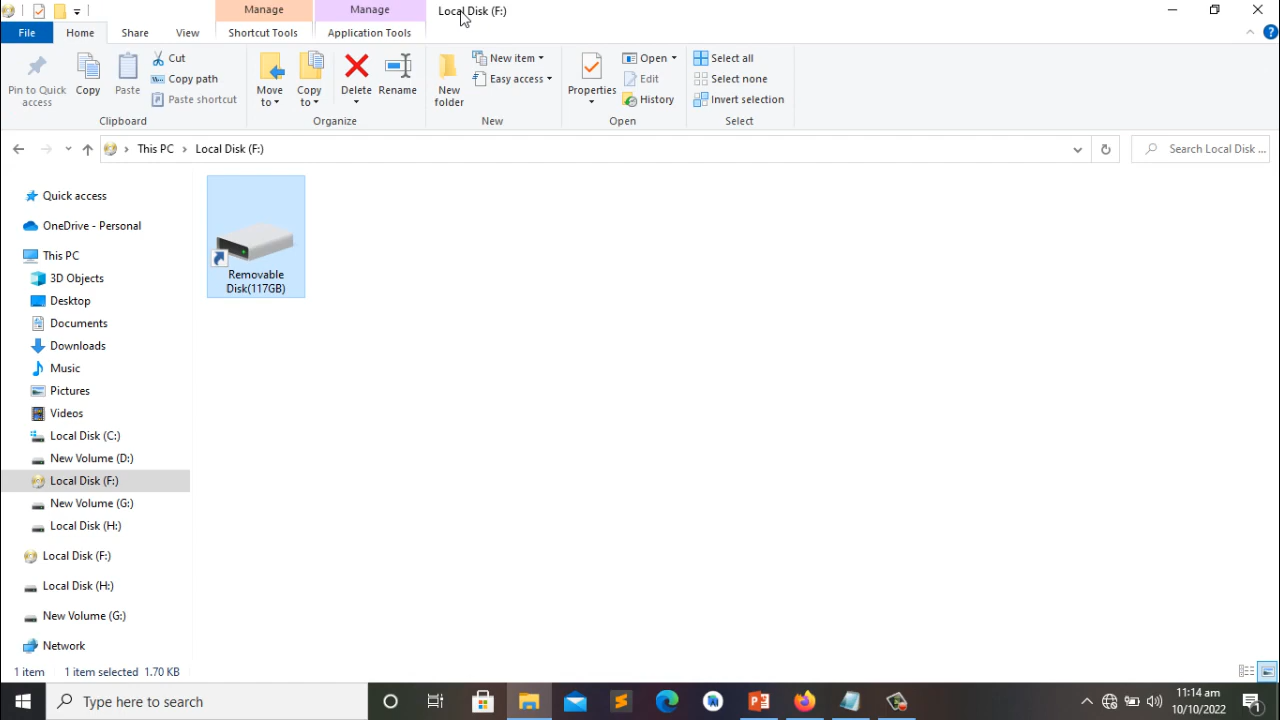 Manage Manage Local Disk (F:)
File Home Share View Shortcut Tools Application Tools
Pin to Quick access
Copy
Paste
Cut
Copy path
Paste shortcut
Clipboard
Move to
Copy to
Delete
Rename
Organize
New folder
New item
Easy access
New
Properties
Open
Edit
History
Open
Select all
Select none
Invert selection
Select
This PC Local Disk (F:)
Search Local Disk ...
Quick access
OneDrive - Personal
This PC
3D Objects
Desktop
Documents
Downloads
Music
Pictures
Videos
Local Disk (C:)
New Volume (D:)
Local Disk (F:)
New Volume (G:)
Local Disk (H:)
Local Disk (F:)
Local Disk (H:)
New Volume (G:)
Network
Removable
Disk(117GB)
1 item 1 item selected 1.70 KB
Type here to search
11:14 am
10/10/2022